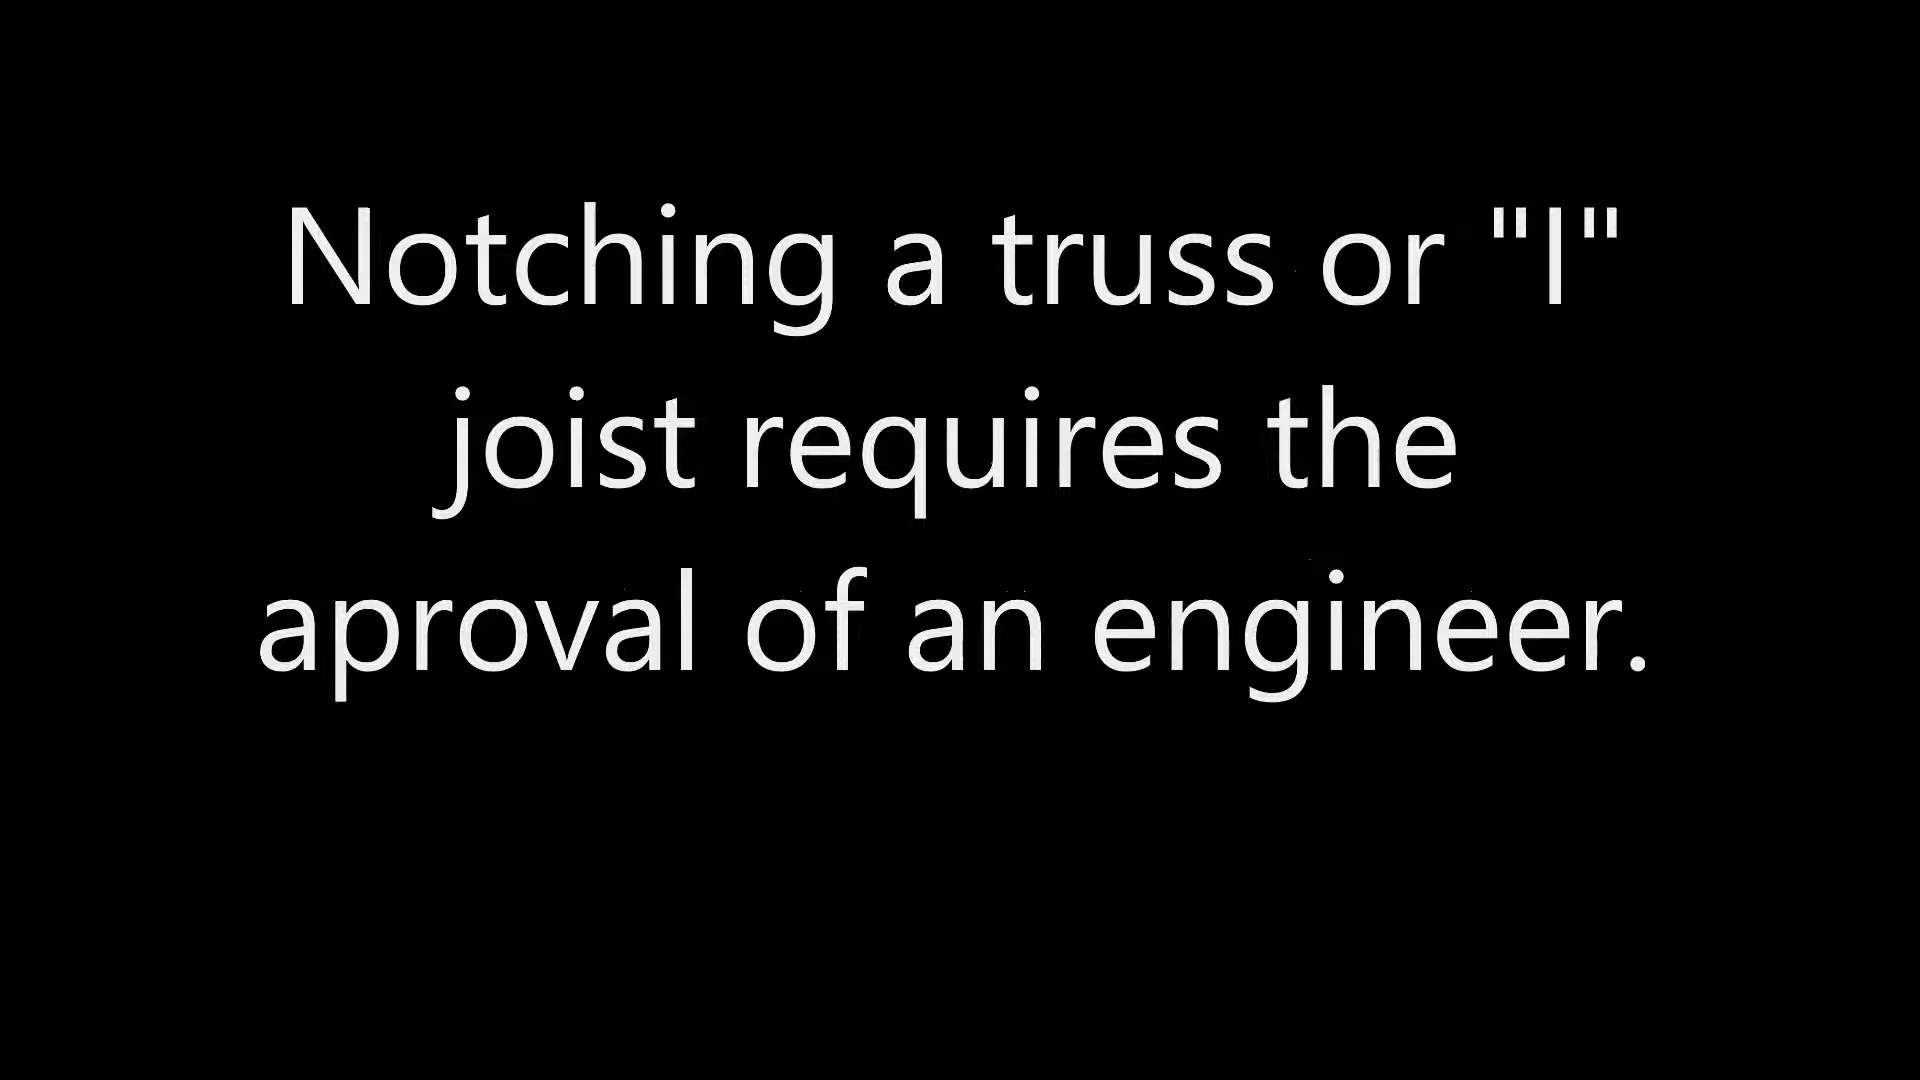 Notching a truss or "I"
joist requires the
aproval of an engineer.